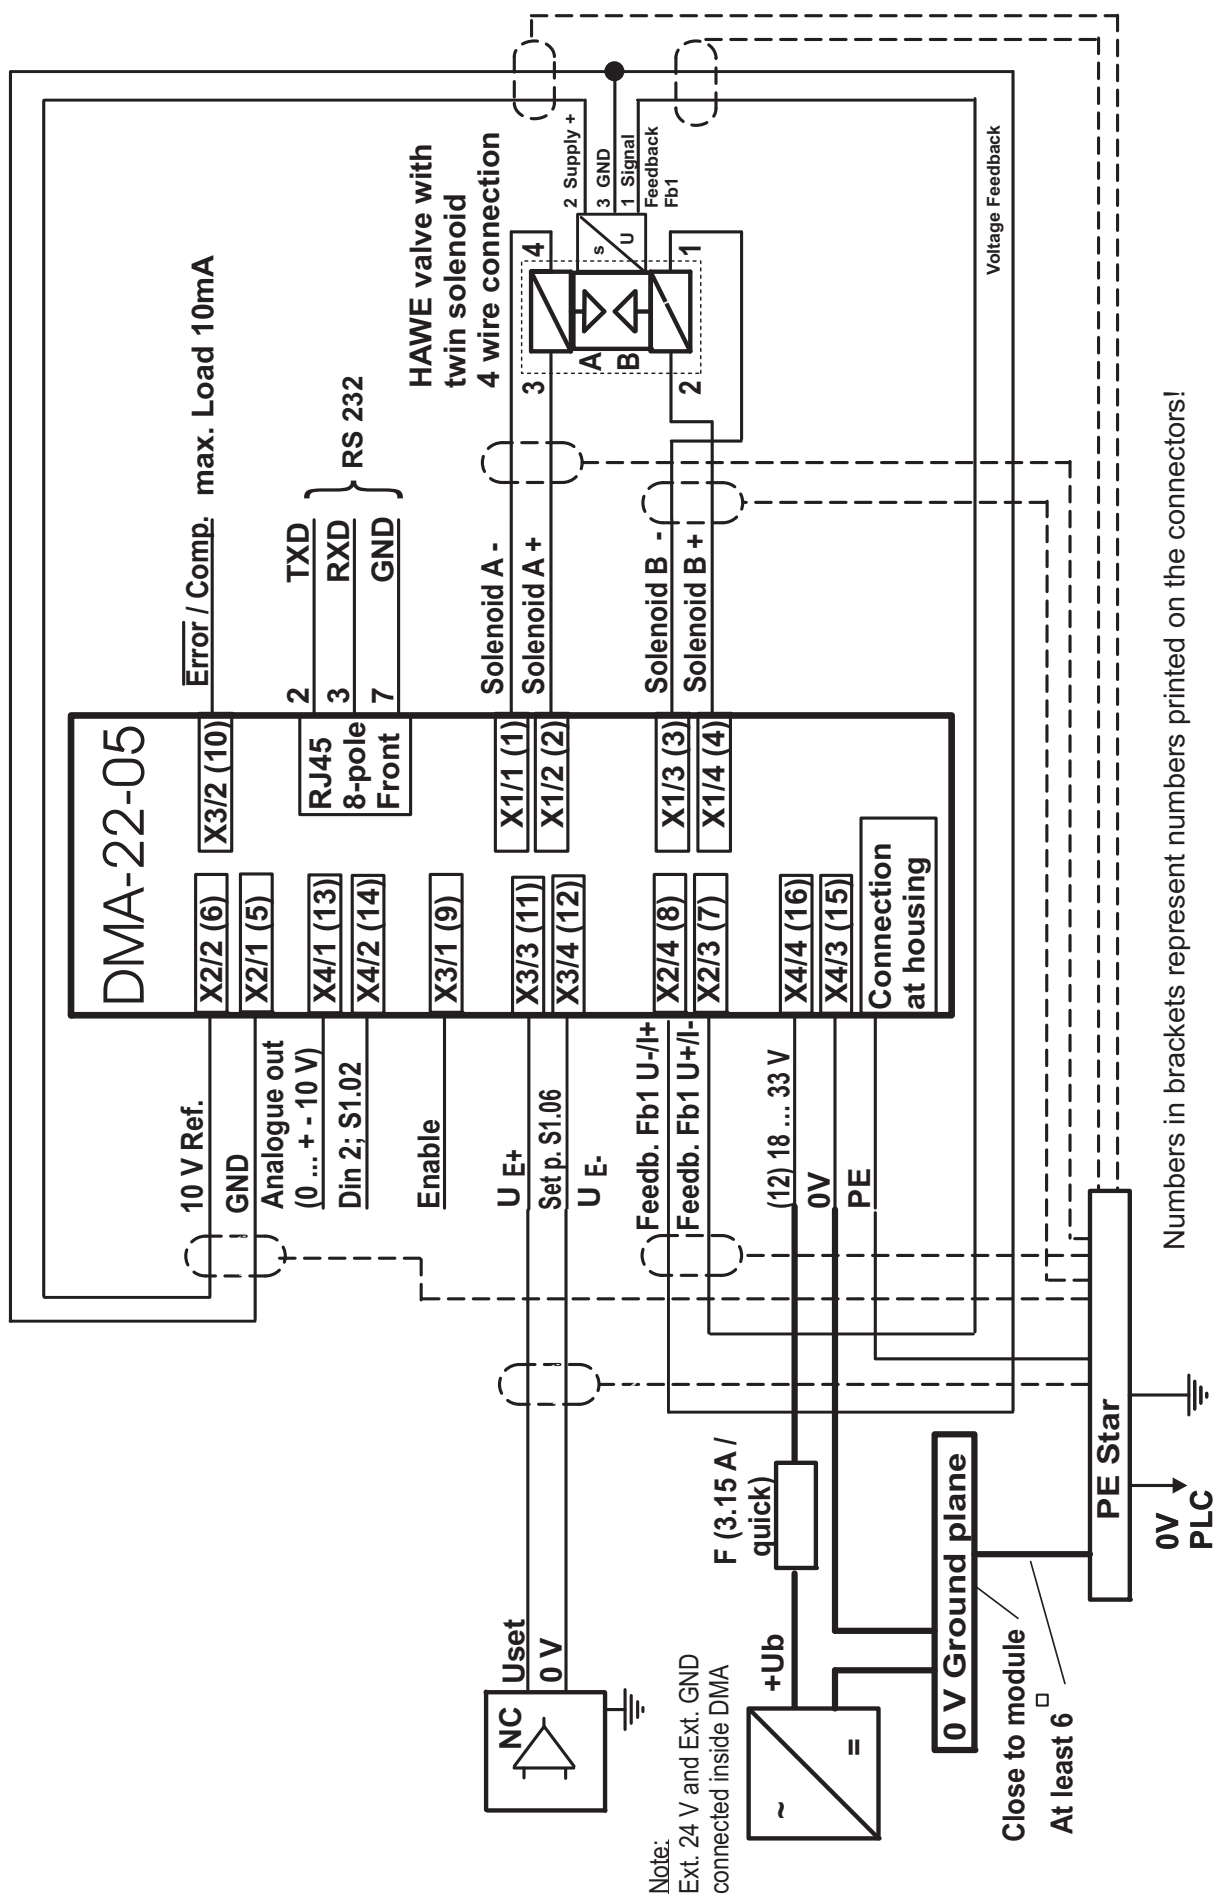 DMA-22-05
X2/2 (6)
X2/1 (5)
X4/1 (13)
X4/2 (14)
X3/1 (9)
X3/3 (11)
X3/4 (12)
X2/4 (8)
X2/3 (7)
X4/4 (16)
X4/3 (15)
Connection
at housing
X3/2 (10)
RJ45
8-pole
Front
X1/1 (1)
X1/2 (2)
X1/3 (3)
X1/4 (4)
10 V Ref.
GND
Analogue out
(0 ... + - 10 V)
Din 2; S1.02
Enable
U E+
Set p. S1.06
U E-
Feedb. Fb1 U-/I+
Feedb. Fb1 U+/I-
(12) 18 ... 33 V
0V
PE
Error / Comp. max. Load 10mA
2 TXD
3 RXD
7 GND
RS 232
Solenoid A -
Solenoid A +
Solenoid B -
Solenoid B +
HAWE valve with
twin solenoid
4 wire connection
3
4
A
B
2
1
s
U
2 Supply +
3 GND
1 Signal
Feedback
Fb1
Voltage Feedback
NC
Uset
0 V
Note:
Ext. 24 V and Ext. GND
connected inside DMA
+Ub
~
=
F (3.15 A /
quick)
0 V Ground plane
Close to module
At least 6 □
PE Star
0V
PLC
Numbers in brackets represent numbers printed on the connectors!